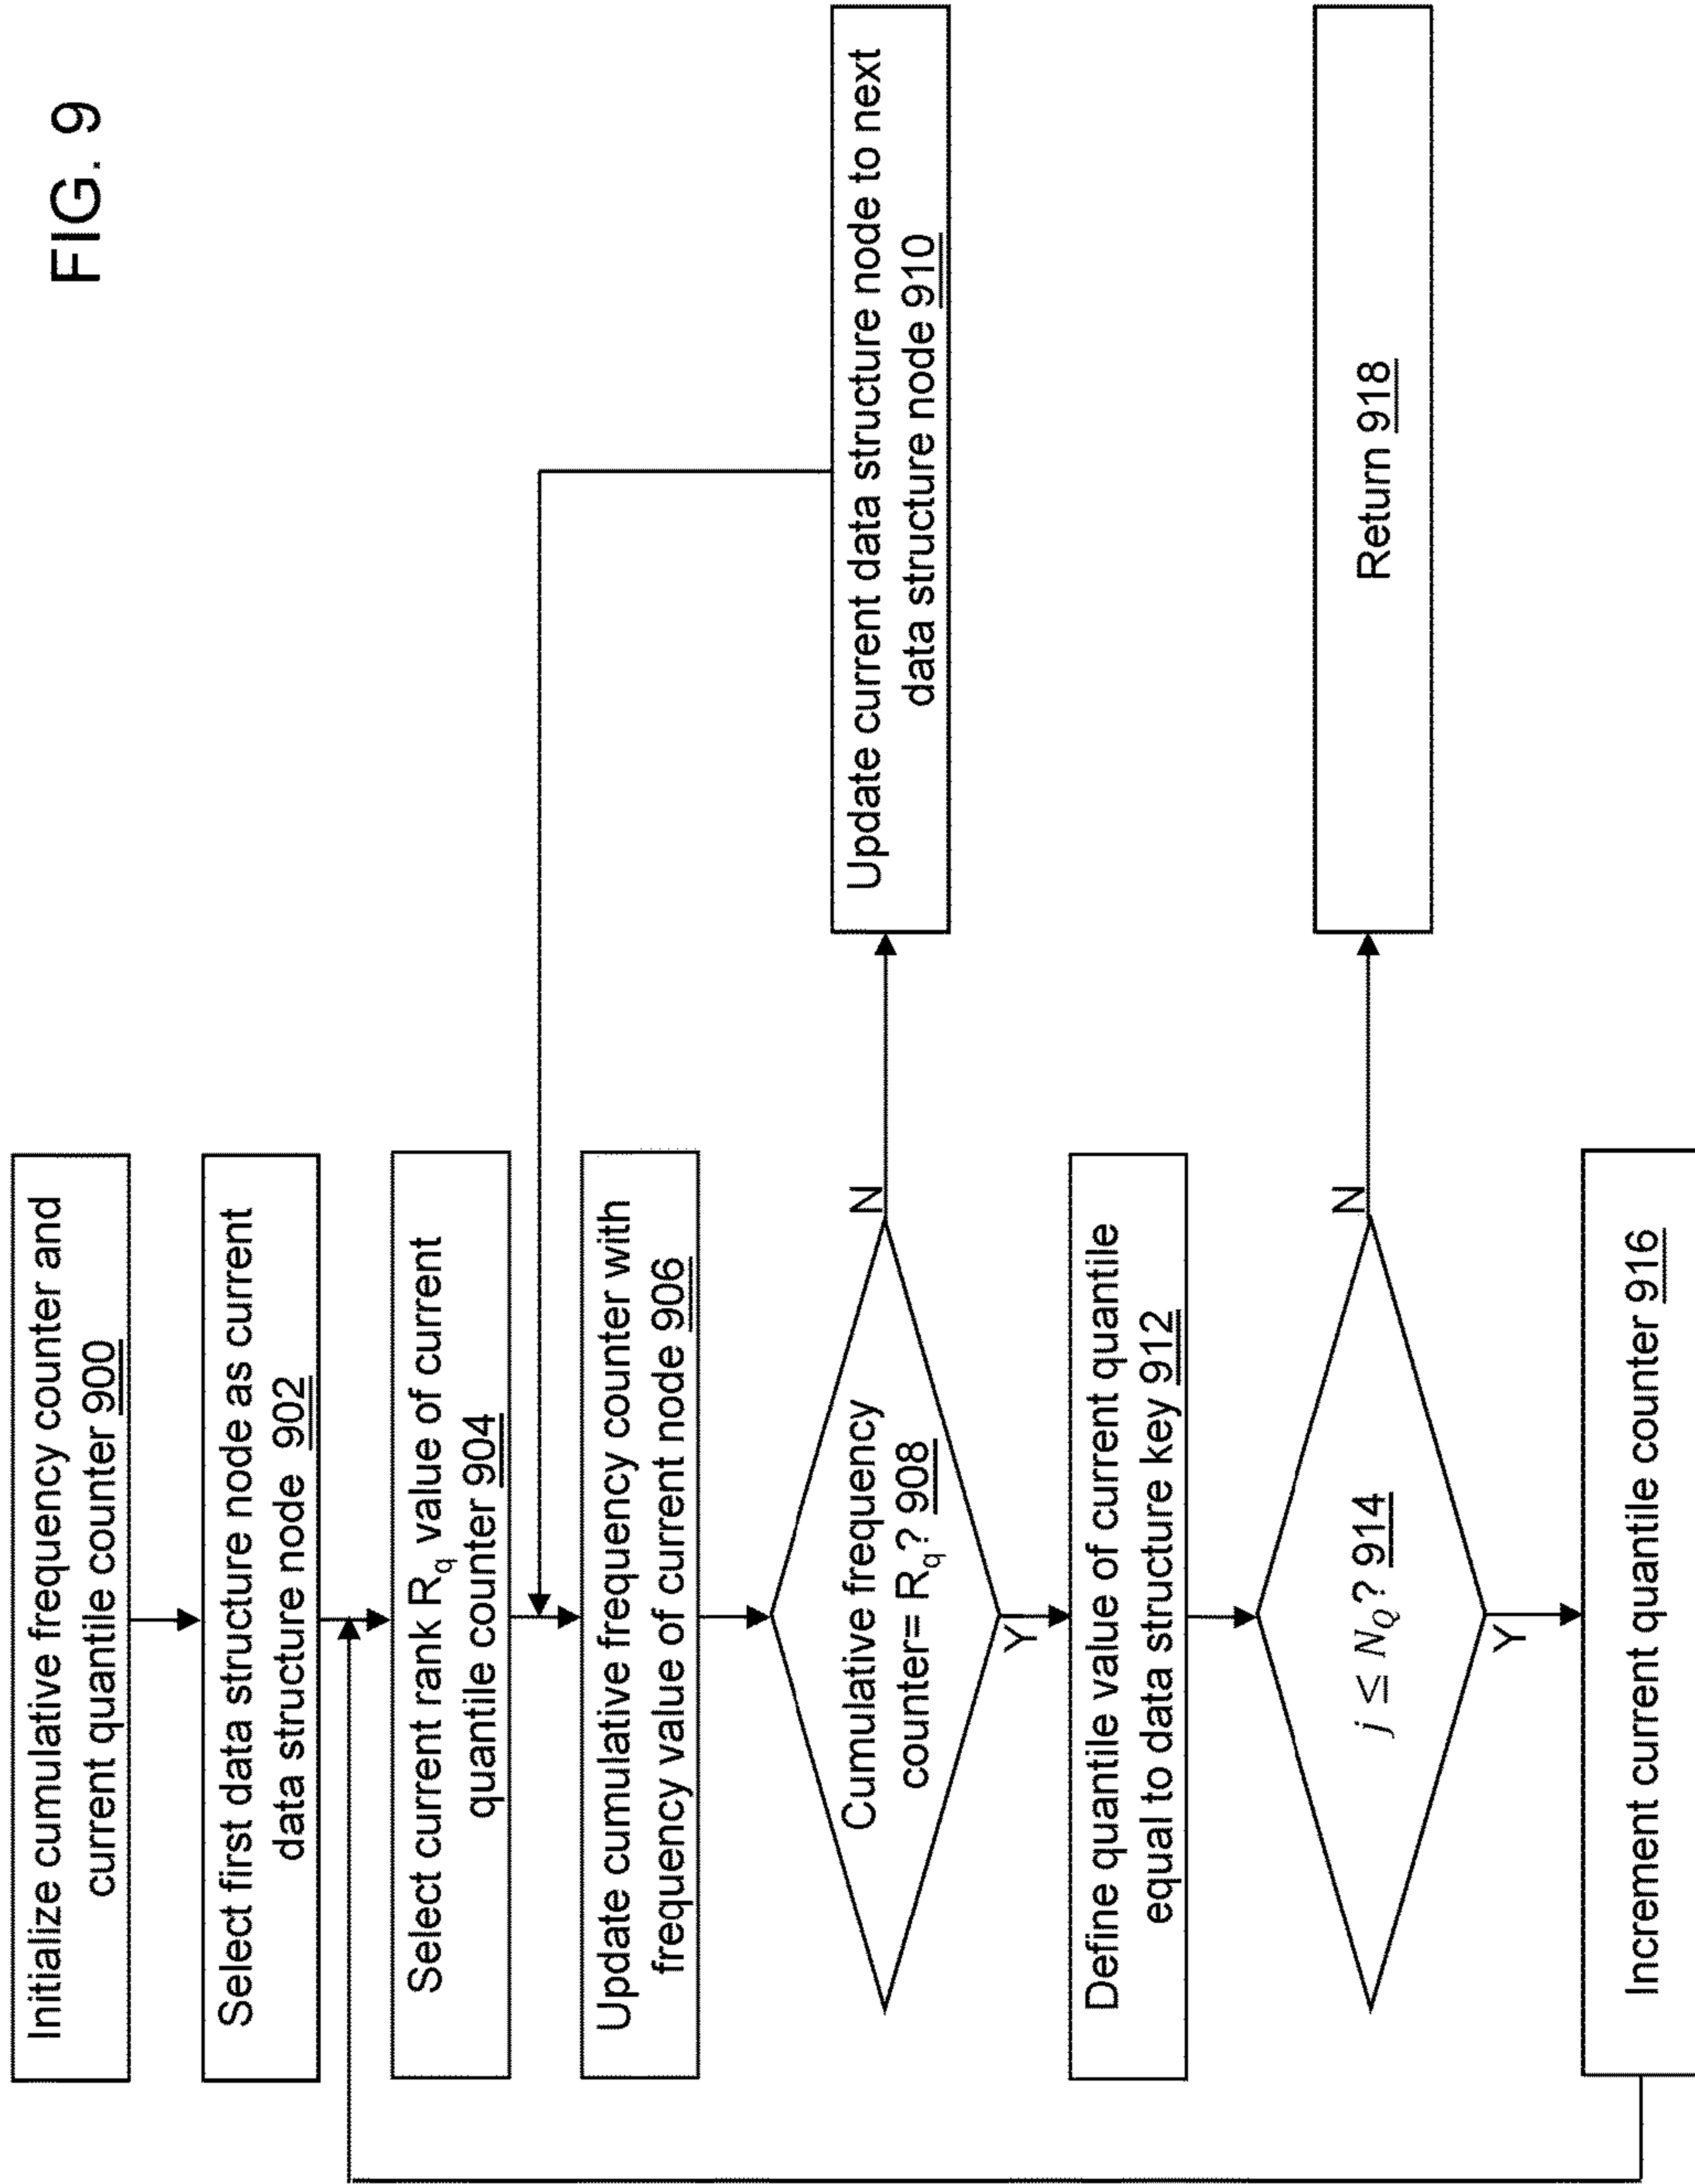 FIG. 9
Initialize cumulative frequency counter and
current quantile counter 900
Select first data structure node as current
data structure node 902
Select current rank Rq value of current
quantile counter 904
Update cumulative frequency counter with
frequency value of current node 906
Cumulative frequency
counter= Rq? 908
N
Update current data structure node to next
data structure node 910
Y
Define quantile value of current quantile
equal to data structure key 912
j ≤ NQ? 914
N
Return 918
Y
Increment current quantile counter 916